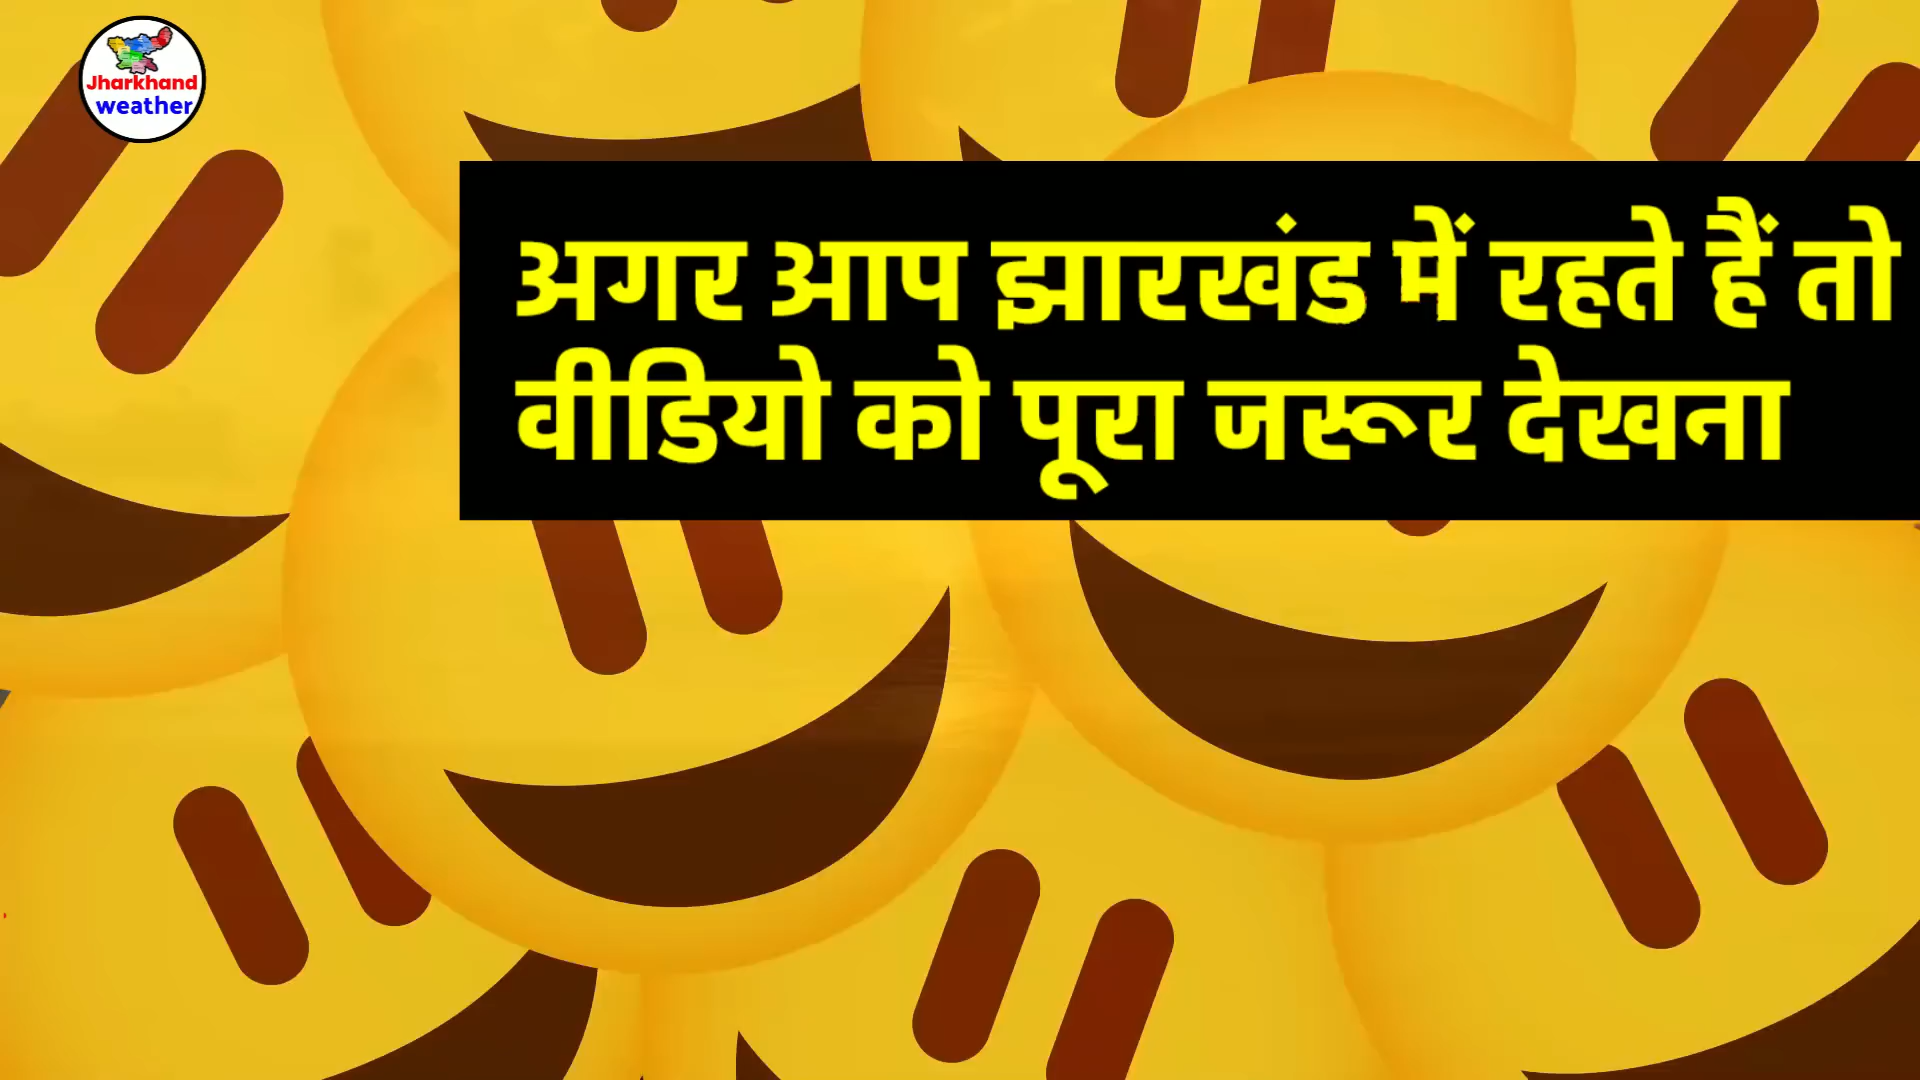 Jharkhand
weather
अगर आप झारखंड में रहते हैं तो
वीडियो को पूरा जरूर देखना